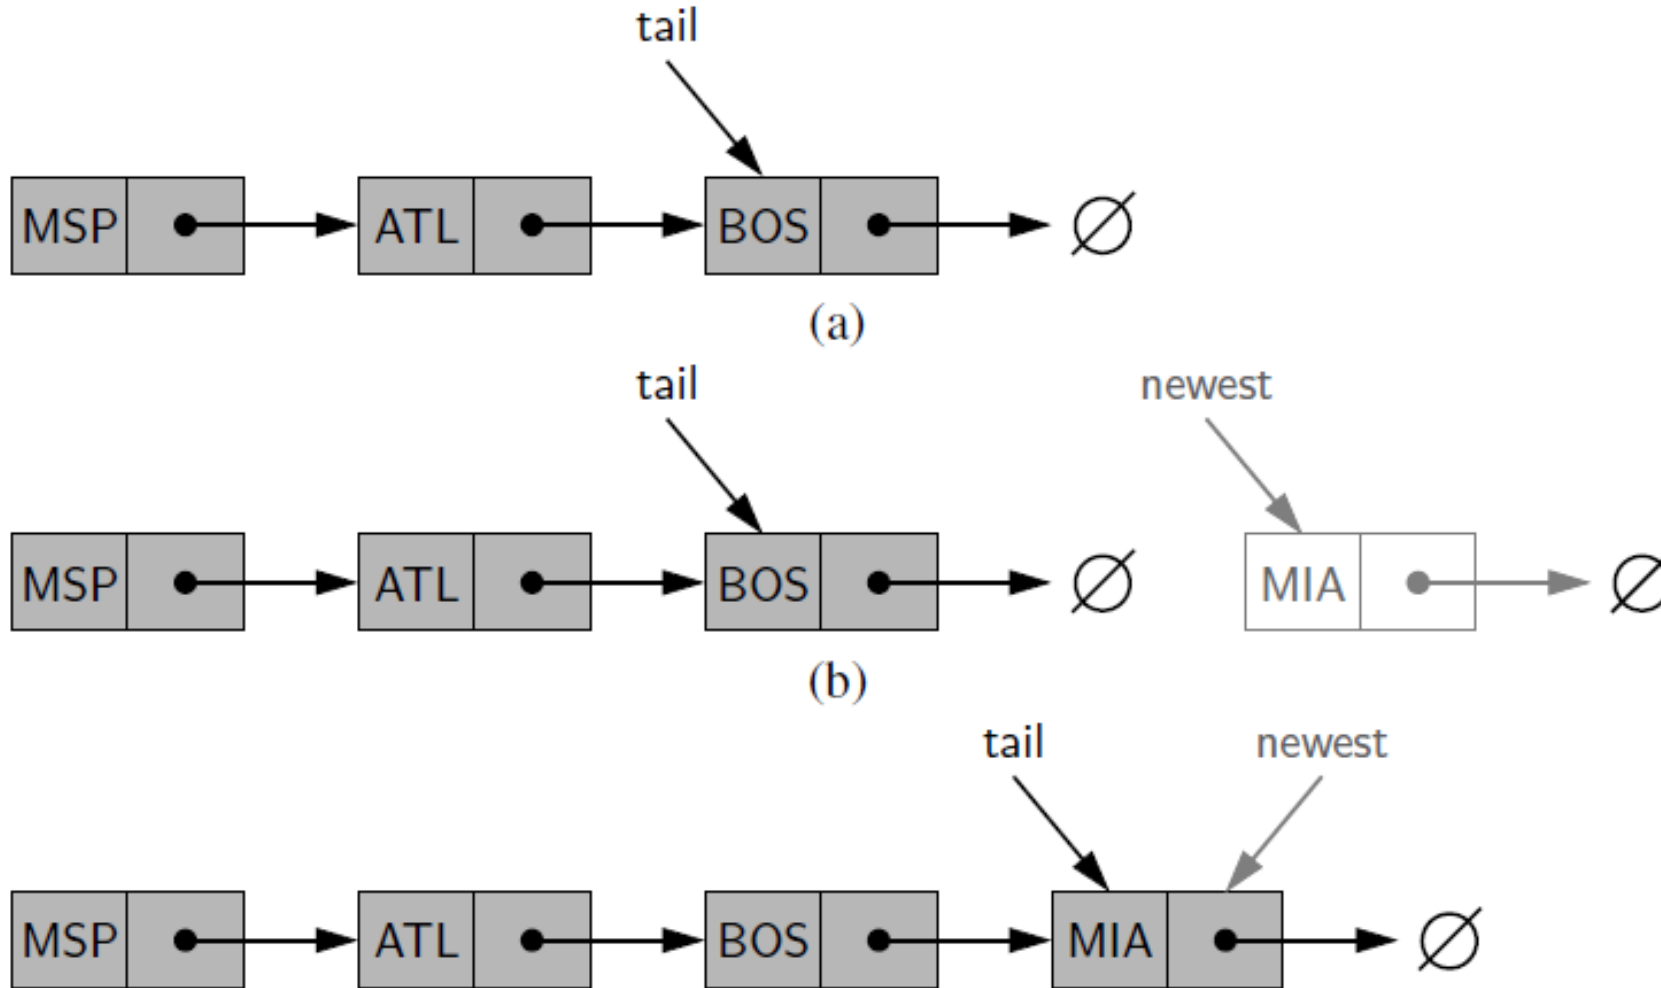 tail
MSP ATL BOS ∅
(a)
tail newest
MSP ATL BOS ∅ MIA ∅
(b)
tail newest
MSP ATL BOS MIA ∅